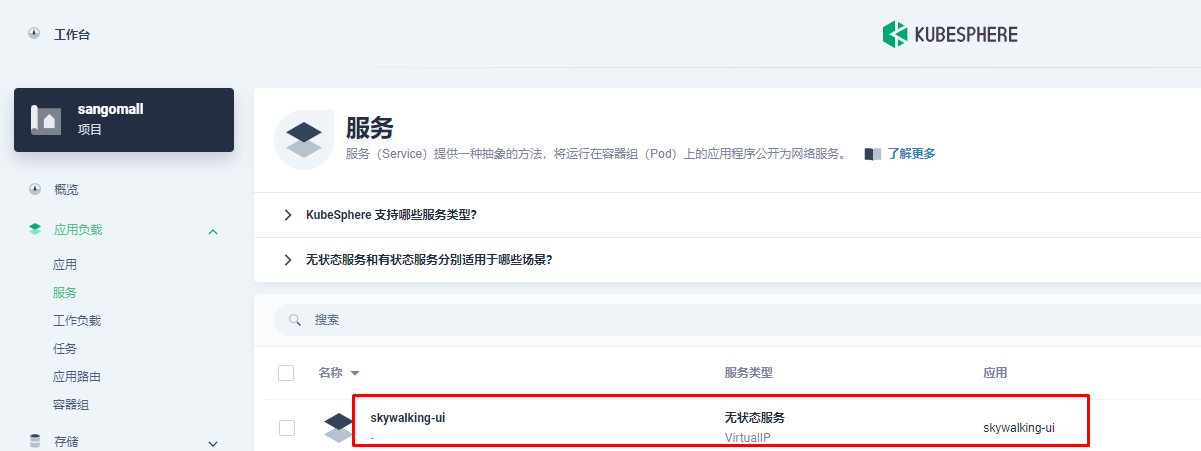 工作台
KUBESPHERE
sangomall
项目
概览
应用负载
应用
服务
工作负载
任务
应用路由
容器组
存储
服务
服务（Service）提供一种抽象的方法，将运行在容器组（Pod）上的应用程序公开为网络服务。 了解更多
KubeSphere 支持哪些服务类型?
无状态服务和有状态服务分别适用于哪些场景?
搜索
名称 服务类型 应用
skywalking-ui 无状态服务 skywalking-ui
- VirtualIP